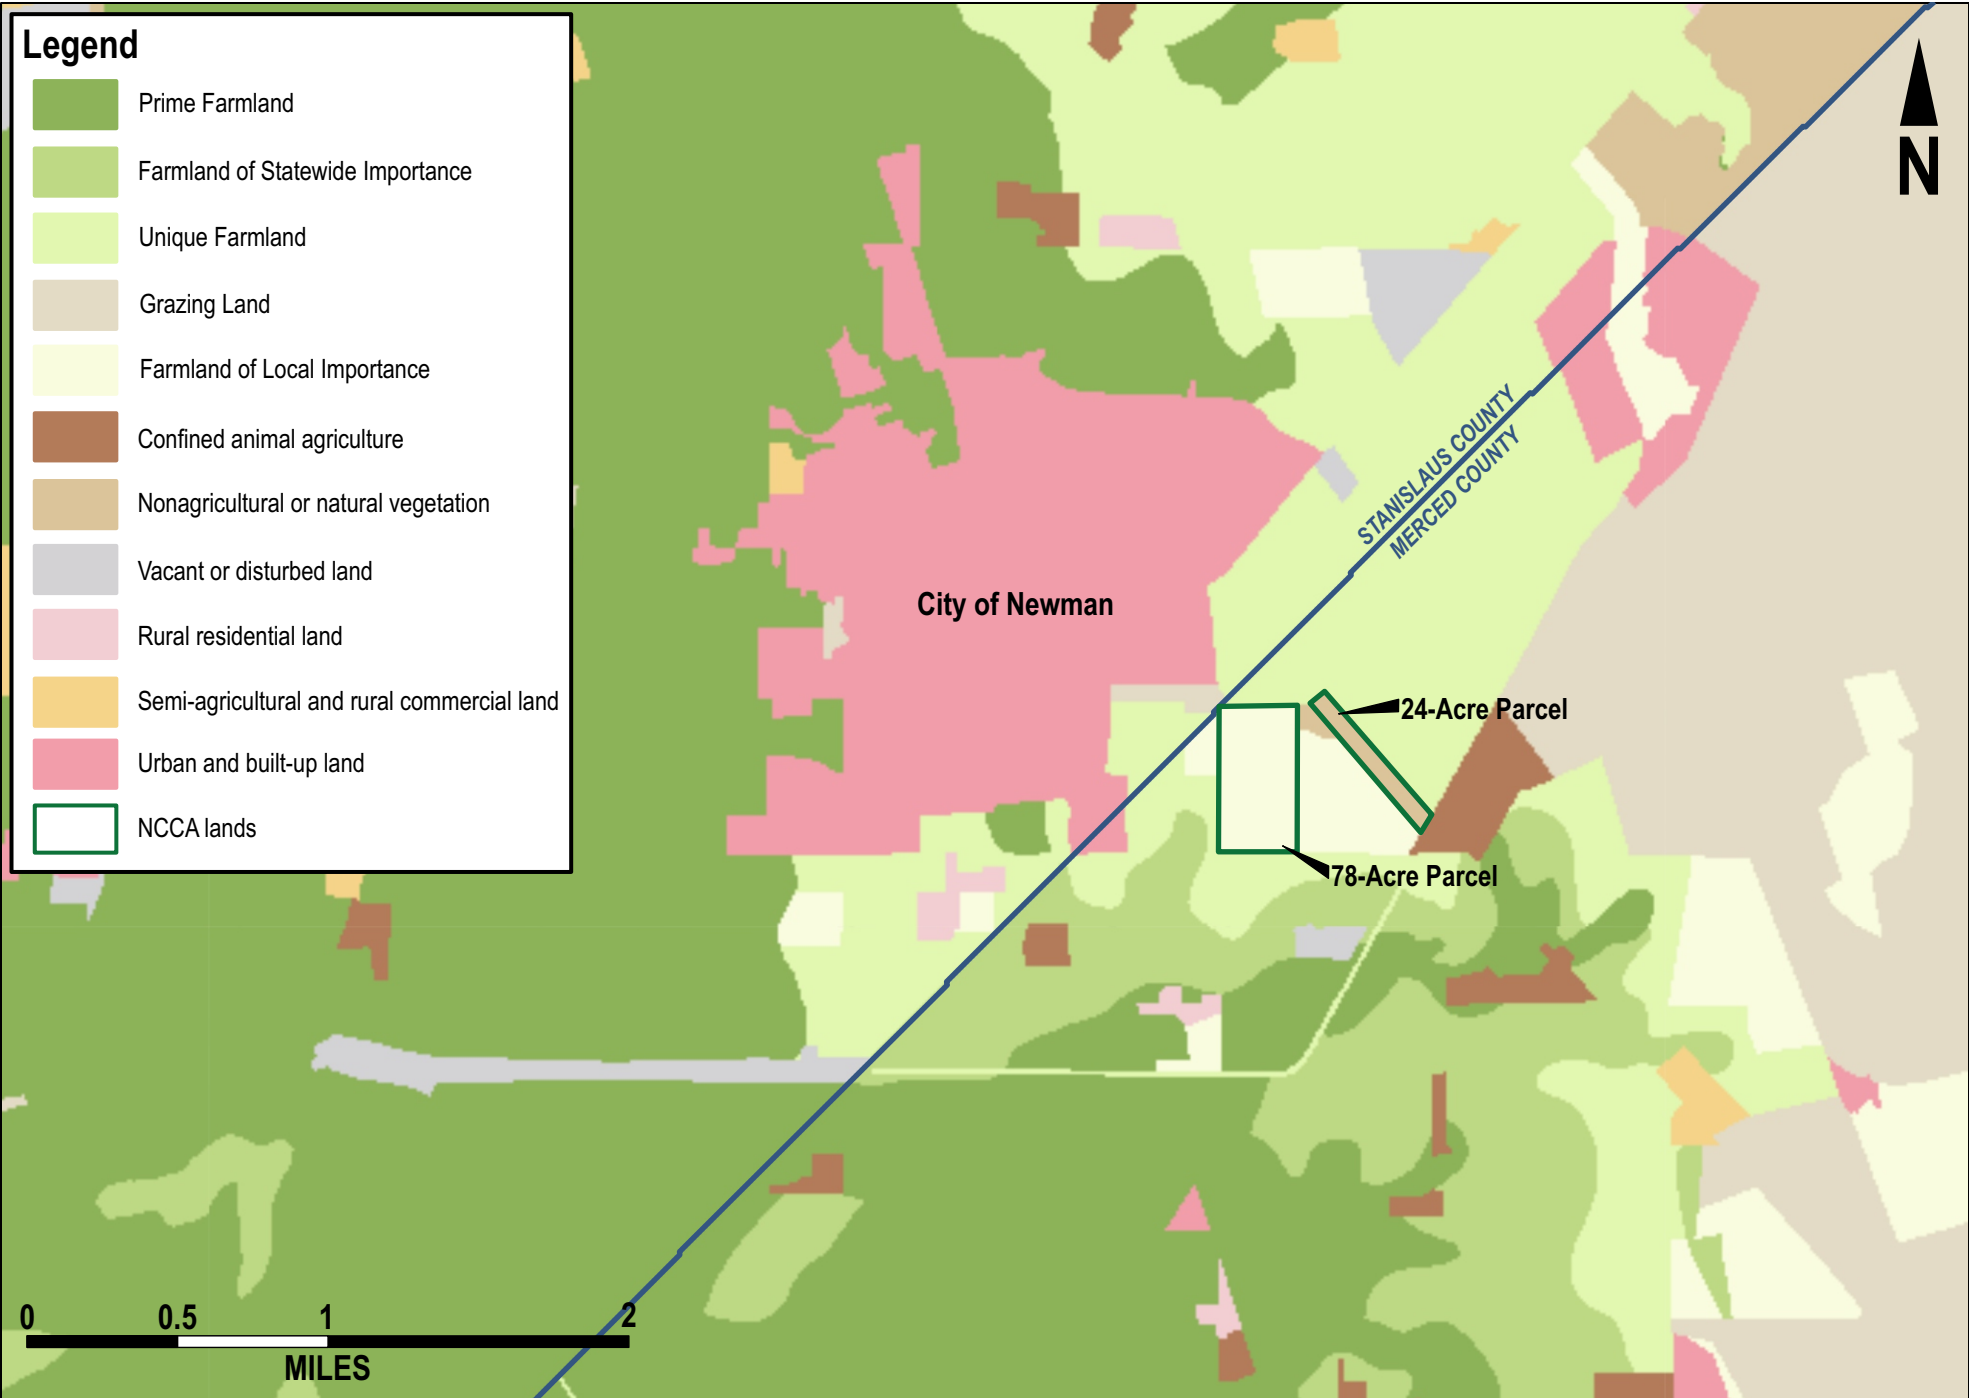 Legend
Prime Farmland
Farmland of Statewide Importance
Unique Farmland
Grazing Land
Farmland of Local Importance
Confined animal agriculture
Nonagricultural or natural vegetation
Vacant or disturbed land
Rural residential land
Semi-agricultural and rural commercial land
Urban and built-up land
NCCA lands
N
STANISLAUS COUNTY
MERCED COUNTY
City of Newman
24-Acre Parcel
78-Acre Parcel
0 0.5 1 2
MILES